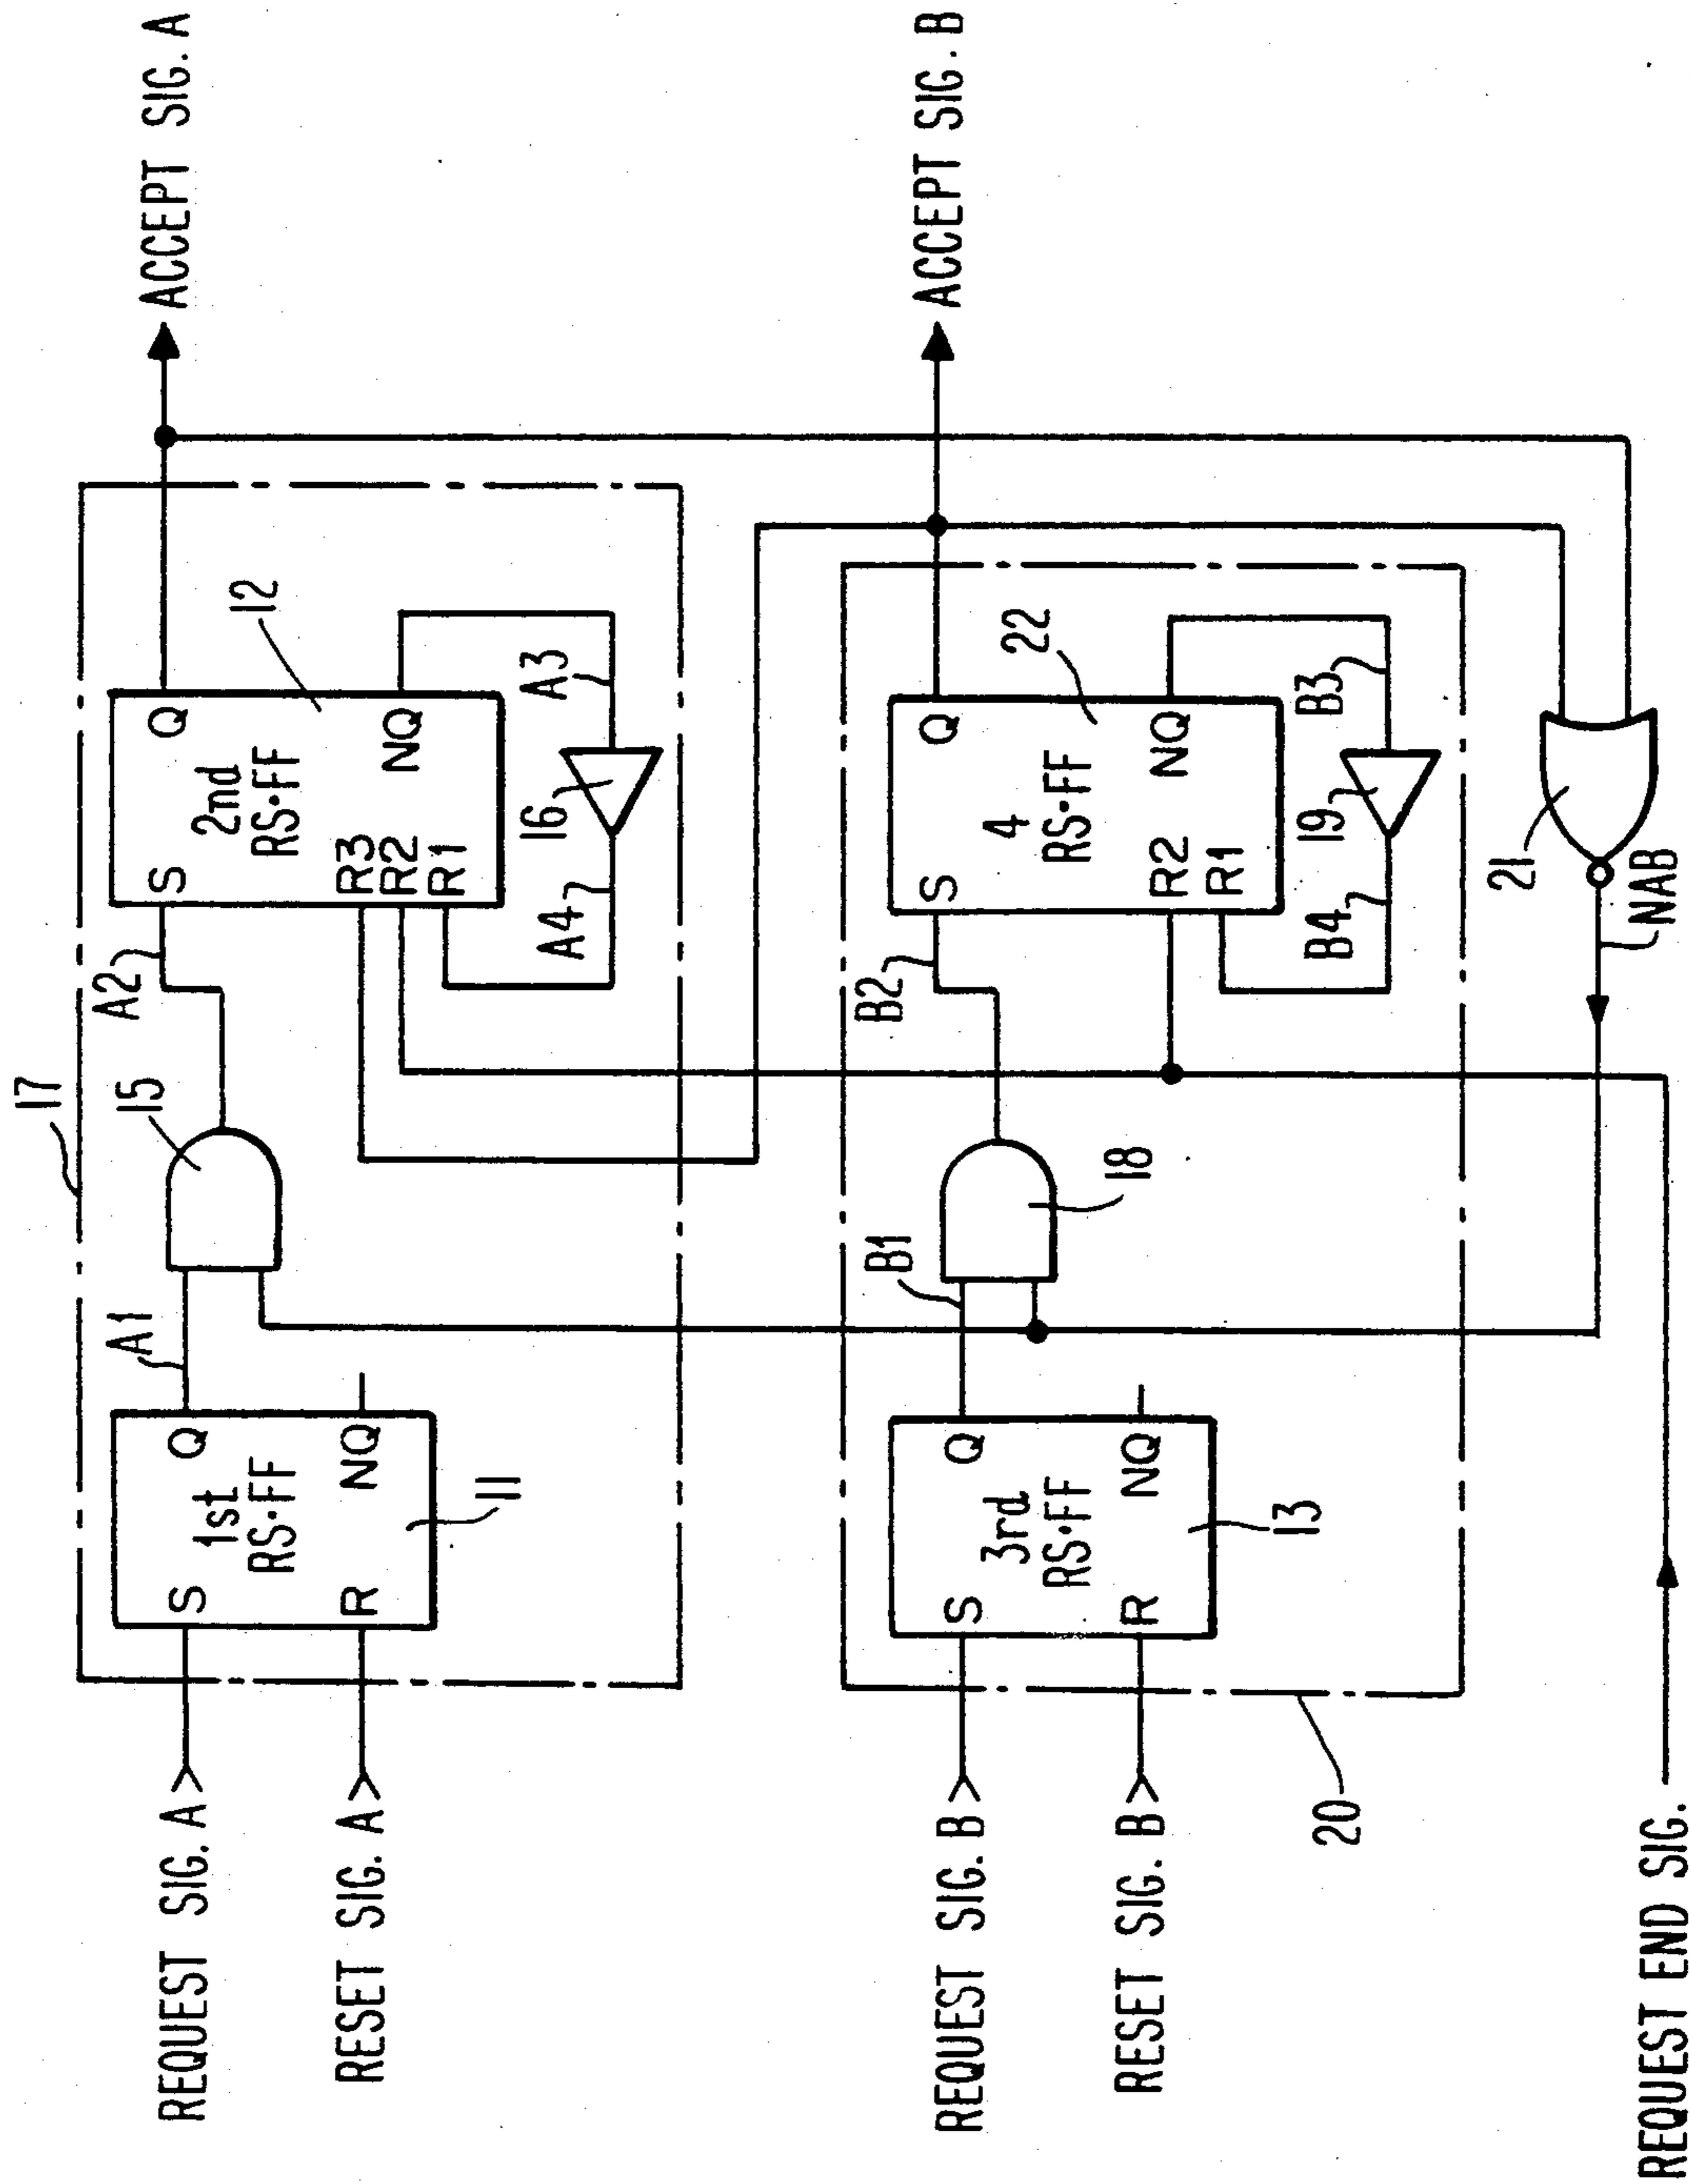 17
REQUEST SIG. A
RESET SIG. A
S
R
1st
RS·FF
Q
NQ
11
A1
15
A2
S
R3
R2
R1
2nd
RS·FF
Q
NQ
12
A3
16
A4
ACCEPT SIG. A
REQUEST SIG. B
RESET SIG. B
S
R
3rd
RS·FF
Q
NQ
13
B1
18
B2
S
R2
R1
4
RS·FF
Q
NQ
22
B3
19
B4
ACCEPT SIG. B
20
21
NAB
REQUEST END SIG.